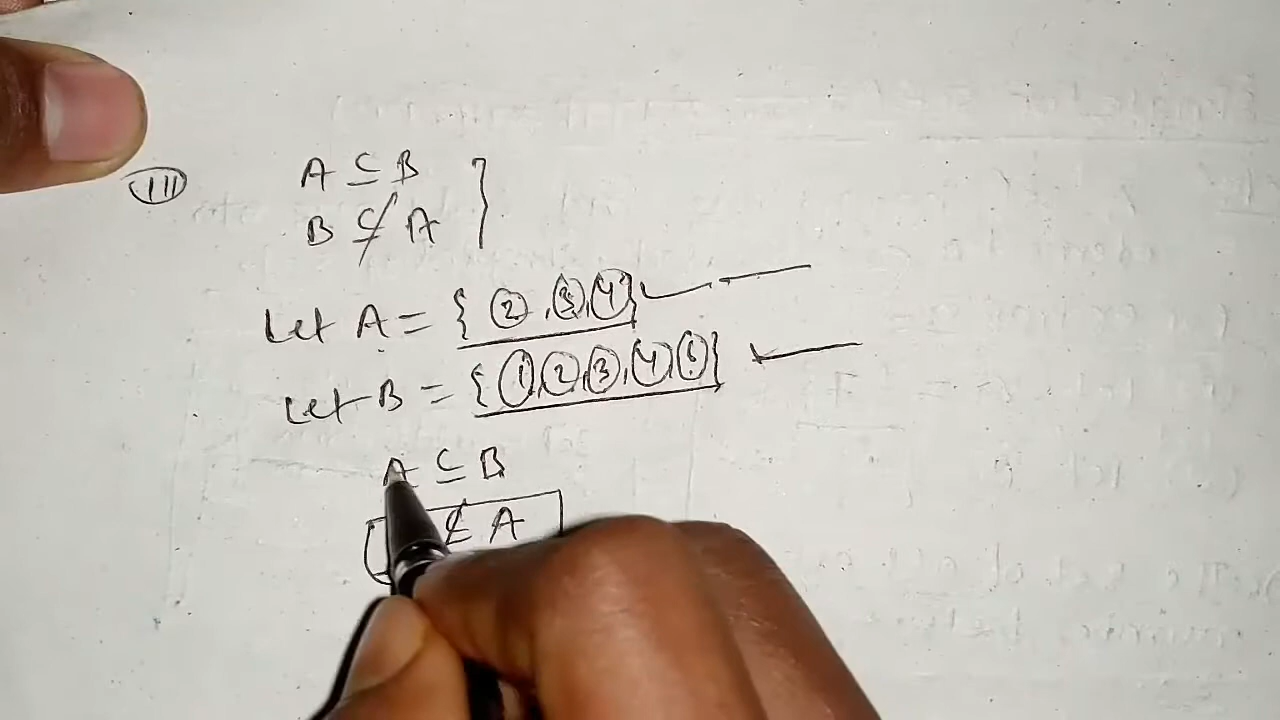 (III) A ⊆ B
B ⊈ A }
Let A = { 2, 3, 4}
Let B = { 1, 2, 3, 4, 5}
A ⊆ B
⊈ A